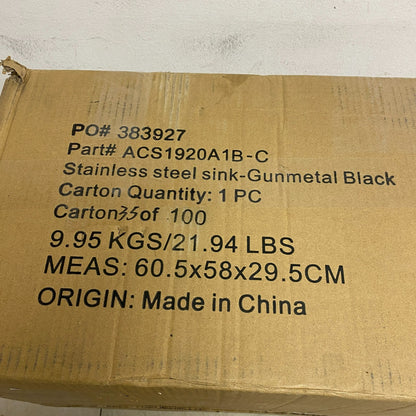 PO# 383927
Part# ACS1920A1B-C
Stainless steel sink-Gunmetal Black
Carton Quantity: 1 PC
Carton 35 of 100
9.95 KGS/21.94 LBS
MEAS: 60.5x58x29.5CM
ORIGIN: Made in China